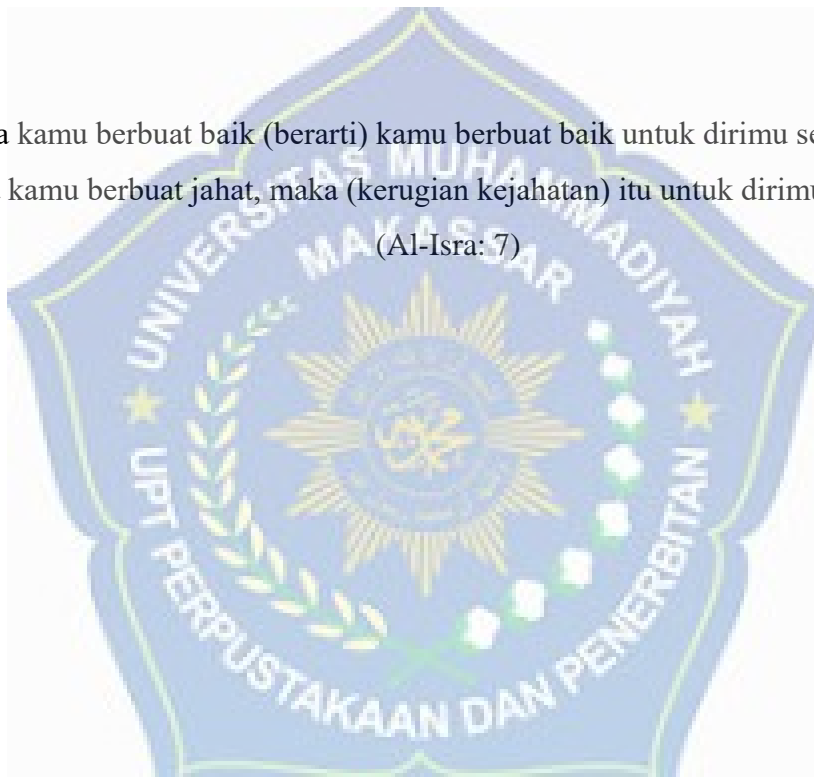 a kamu berbuat baik (berarti) kamu berbuat baik untuk dirimu se
kamu berbuat jahat, maka (kerugian kejahatan) itu untuk dirimu
(Al-Isra: 7)
UNIVERSITAS MUHAMMADIYAH
MAKASSAR
UPT PERPUSTAKAAN DAN PENERBITAN